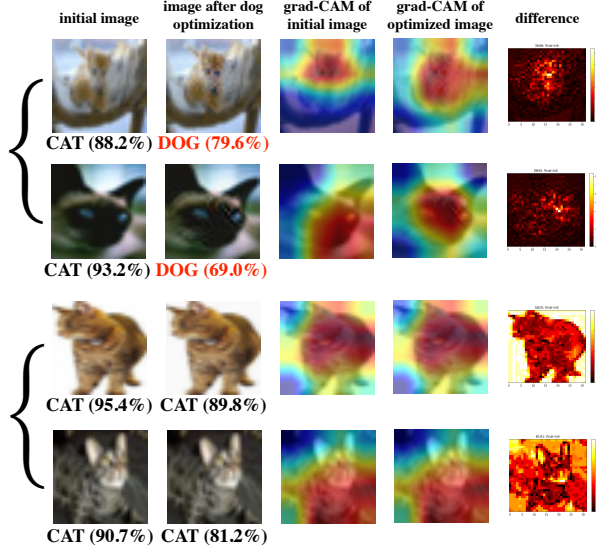 initial image
image after dog
optimization
grad-CAM of
initial image
grad-CAM of
optimized image
difference
CAT (88.2%)
DOG (79.6%)
CAT (93.2%)
DOG (69.0%)
CAT (95.4%)
CAT (89.8%)
CAT (90.7%)
CAT (81.2%)